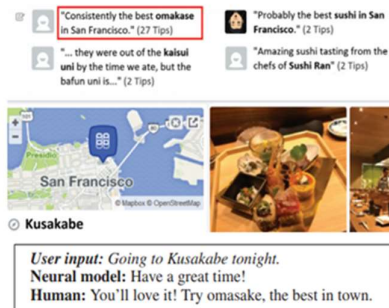 "Consistently the best omakase
in San Francisco." (27 Tips)
"... they were out of the kaisui
uni by the time we ate, but the
bafun uni is..." (2 Tips)
"Probably the best sushi in San
Francisco." (2 Tips)
"Amazing sushi tasting from the
chefs of Sushi Ran" (2 Tips)
+
-
Presidio
San Francisco
© Mapbox © OpenStreetMap
Kusakabe
User input: Going to Kusakabe tonight.
Neural model: Have a great time!
Human: You'll love it! Try omasake, the best in town.